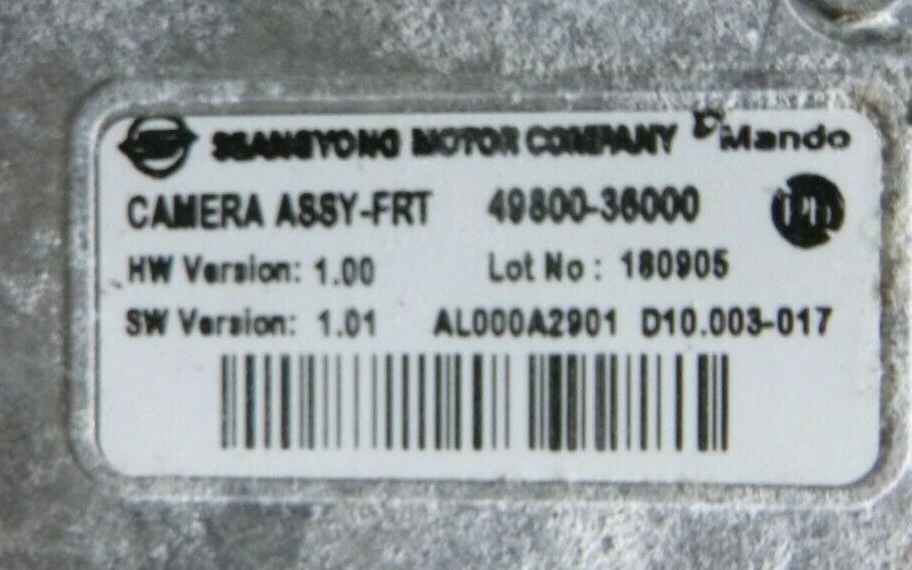 SSANGYONG MOTOR COMPANY Mando
CAMERA ASSY-FRT 49800-36000
HW Version: 1.00 Lot No : 180905
SW Version: 1.01 AL000A2901 D10.003-017